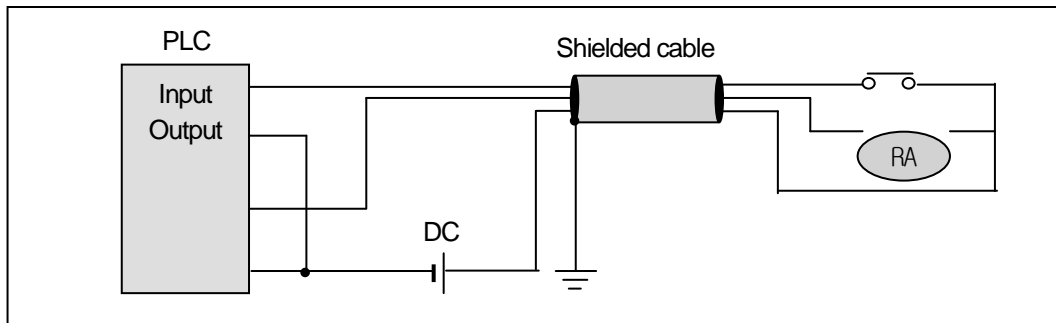 PLC
Shielded cable
Input
Output
RA
DC